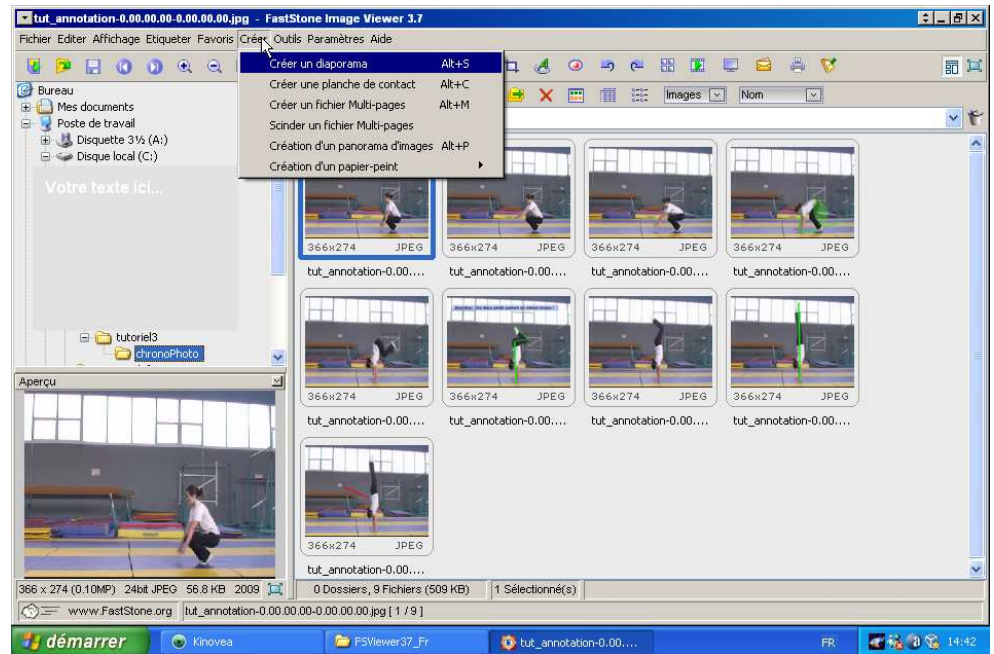 tut_annotation-0.00.00.00-0.00.00.00.jpg - FastStone Image Viewer 3.7
Fichier Editer Affichage Etiqueter Favoris Créer Outils Paramètres Aide
Créer un diaporama Alt+S
Créer une planche de contact Alt+C
Créer un fichier Multi-pages Alt+M
Scinder un fichier Multi-pages
Création d'un panorama d'images Alt+P
Création d'un papier-peint
Images Nom
Bureau
Mes documents
Poste de travail
Disquette 3½ (A:)
Disque local (C:)
Votre texte ici...
tutoriel3
chronoPhoto
Aperçu
366x274 JPEG 366x274 JPEG 366x274 JPEG 366x274 JPEG
tut_annotation-0.00.... tut_annotation-0.00.... tut_annotation-0.00.... tut_annotation-0.00....
366x274 JPEG 366x274 JPEG 366x274 JPEG 366x274 JPEG
tut_annotation-0.00.... tut_annotation-0.00.... tut_annotation-0.00.... tut_annotation-0.00....
366x274 JPEG
tut_annotation-0.00....
366 x 274 (0.10MP) 24bit JPEG 56.8 KB 2009 0 Dossiers, 9 Fichiers (509 KB) 1 Sélectionné(s)
www.FastStone.org tut_annotation-0.00.00.00-0.00.00.00.jpg [ 1 / 9 ]
démarrer Kinovea FSViewer37_Fr tut_annotation-0.00.... FR 14:42